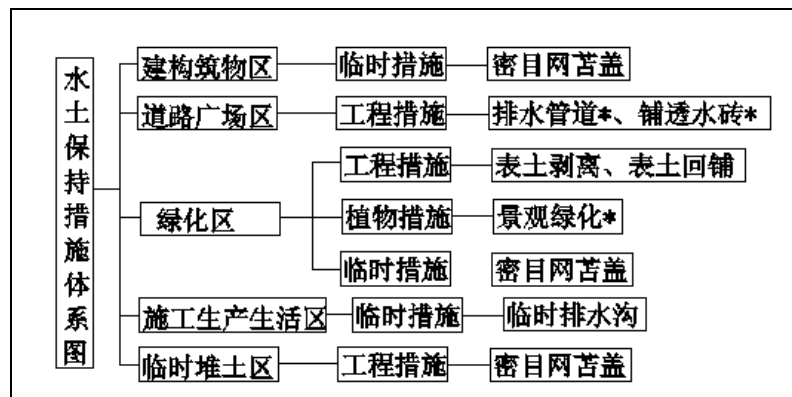 水土保持措施体系图
建构筑物区 临时措施 密目网苫盖
道路广场区 工程措施 排水管道*、铺透水砖*
工程措施 表土剥离、表土回铺
绿化区 植物措施 景观绿化*
临时措施 密目网苫盖
施工生产生活区 临时措施 临时排水沟
临时堆土区 工程措施 密目网苫盖